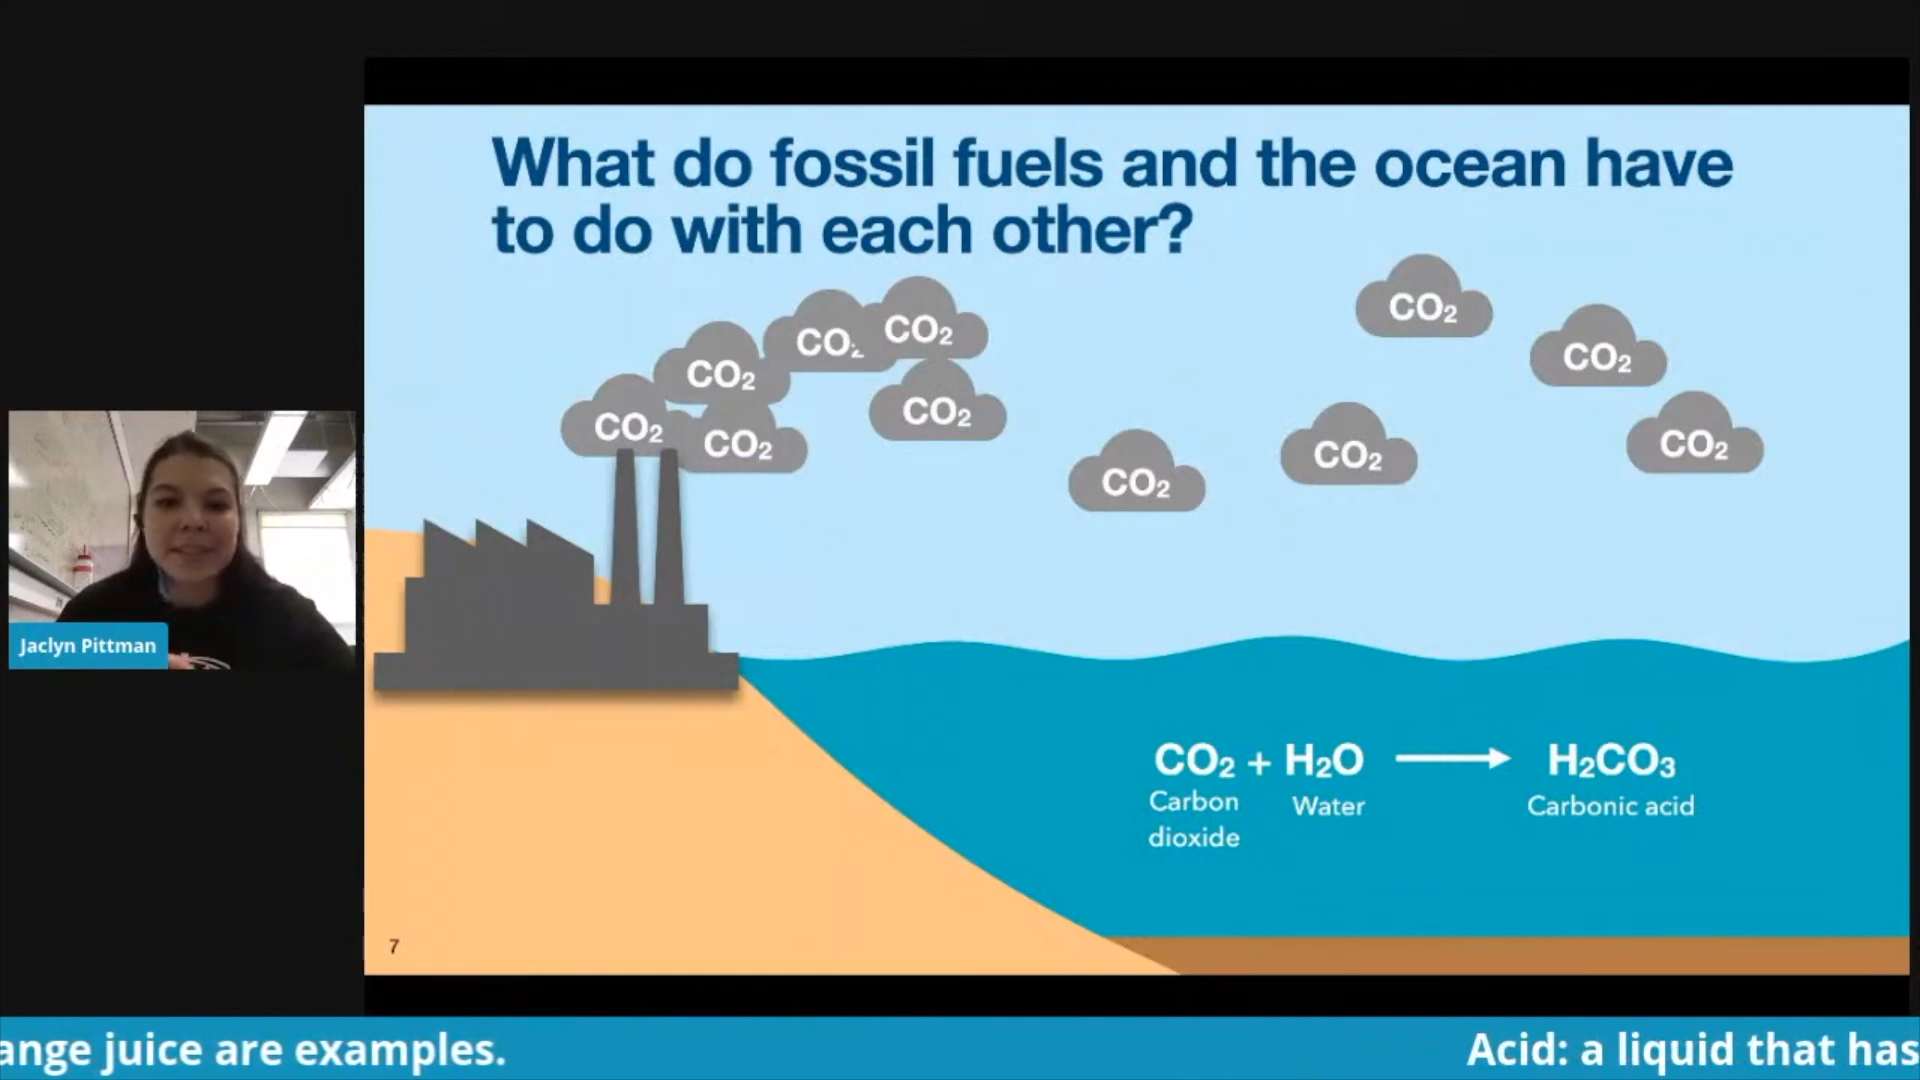 What do fossil fuels and the ocean have
to do with each other?
CO₂
CO₂
CO₂
CO₂
CO₂
CO₂
CO₂
CO₂
CO₂
CO₂
CO₂
Jaclyn Pittman
CO₂ + H₂O → H₂CO₃
Carbon dioxide
Water
Carbonic acid
7
ange juice are examples.
Acid: a liquid that has